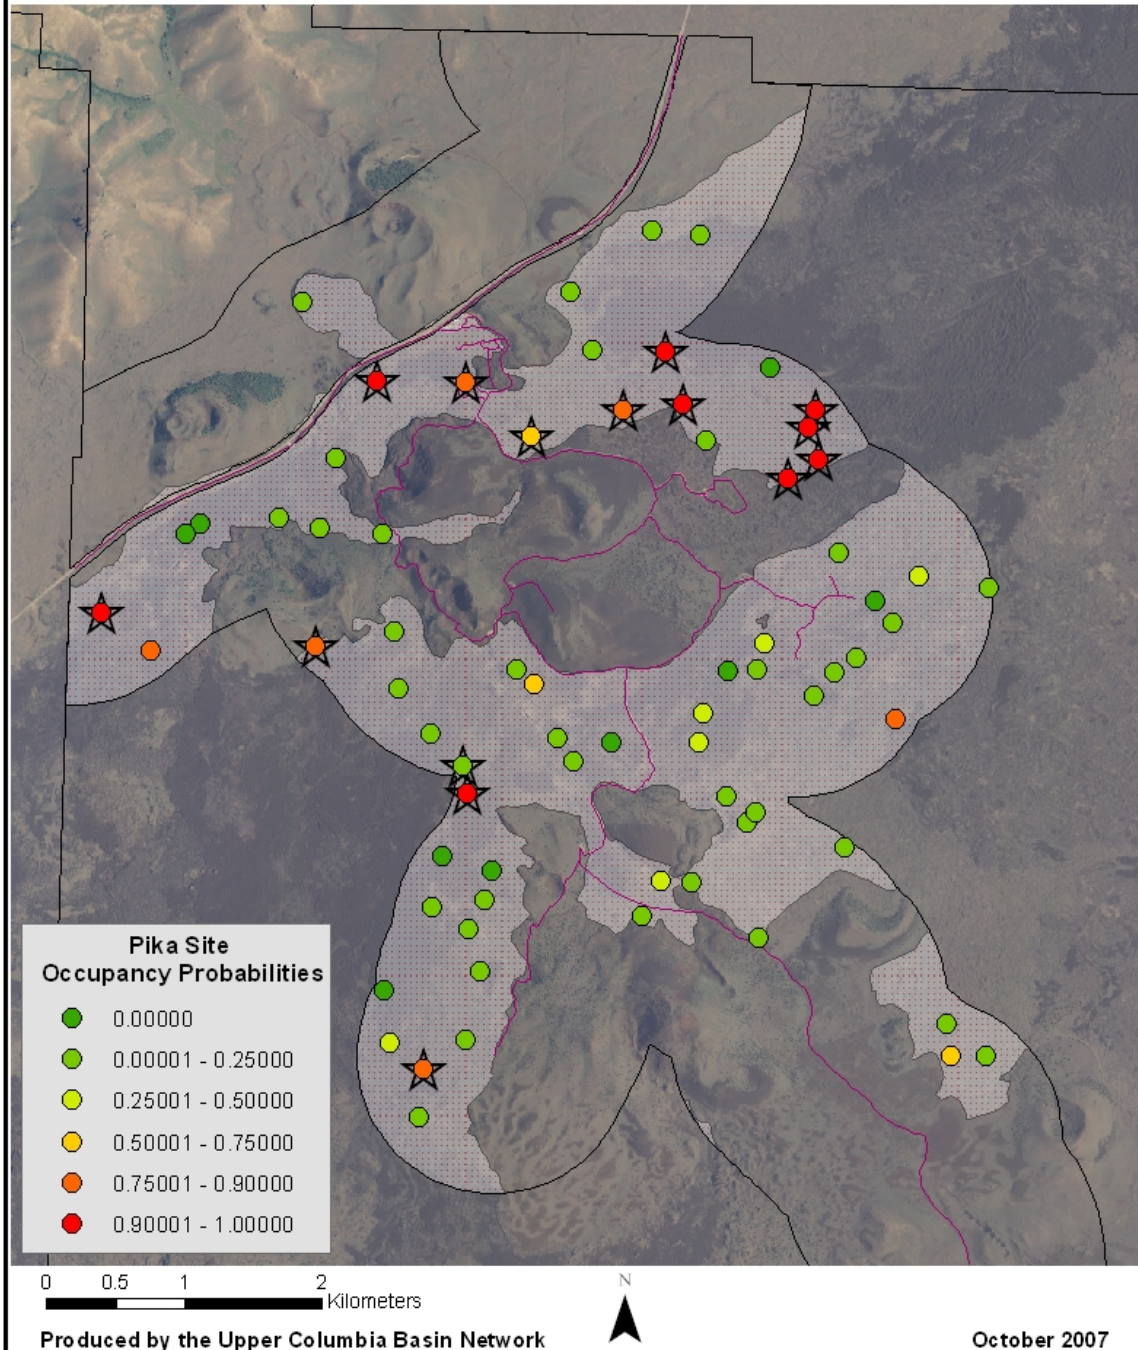 Pika Site
Occupancy Probabilities
0.00000
0.00001 - 0.25000
0.25001 - 0.50000
0.50001 - 0.75000
0.75001 - 0.90000
0.90001 - 1.00000
0 0.5 1 2
Kilometers
N
Produced by the Upper Columbia Basin Network
October 2007